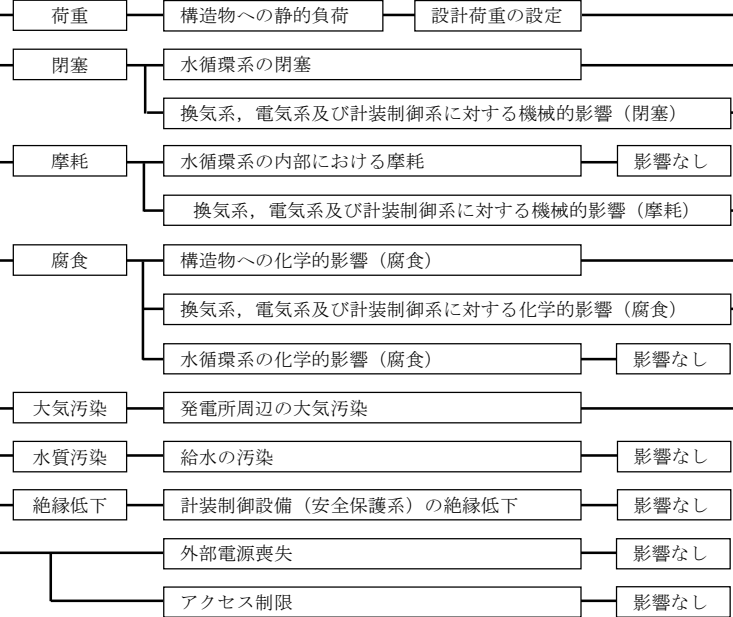 荷重 構造物への静的負荷 設計荷重の設定
閉塞 水循環系の閉塞
換気系，電気系及び計装制御系に対する機械的影響（閉塞）
摩耗 水循環系の内部における摩耗 影響なし
換気系，電気系及び計装制御系に対する機械的影響（摩耗）
腐食 構造物への化学的影響（腐食）
換気系，電気系及び計装制御系に対する化学的影響（腐食）
水循環系の化学的影響（腐食） 影響なし
大気汚染 発電所周辺の大気汚染
水質汚染 給水の汚染 影響なし
絶縁低下 計装制御設備（安全保護系）の絶縁低下 影響なし
外部電源喪失 影響なし
アクセス制限 影響なし